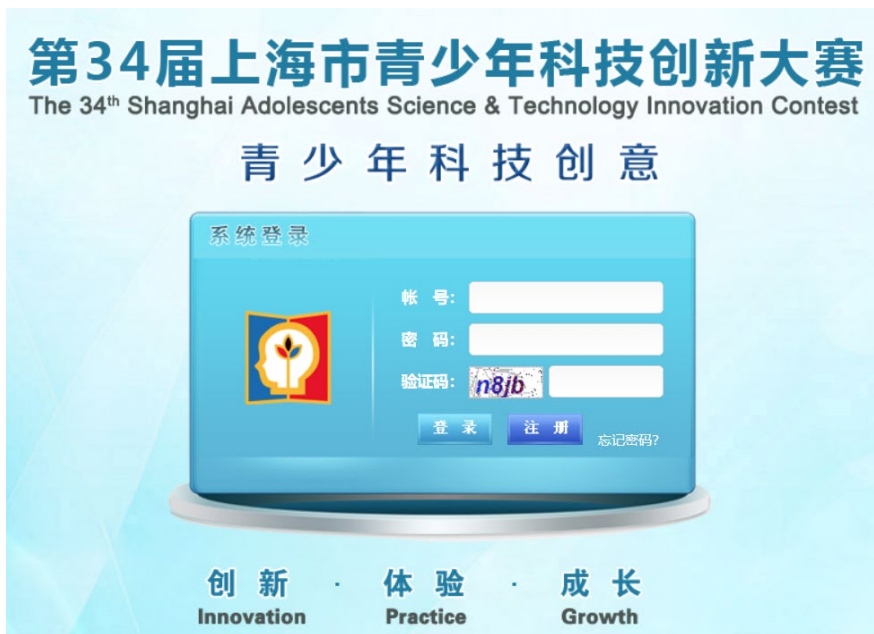 第34届上海市青少年科技创新大赛
The 34th Shanghai Adolescents Science & Technology Innovation Contest
青少年科技创意
系统登录
帐 号:
密 码:
验证码: n8jb
登 录 注 册 忘记密码?
创 新 · 体 验 · 成 长
Innovation Practice Growth